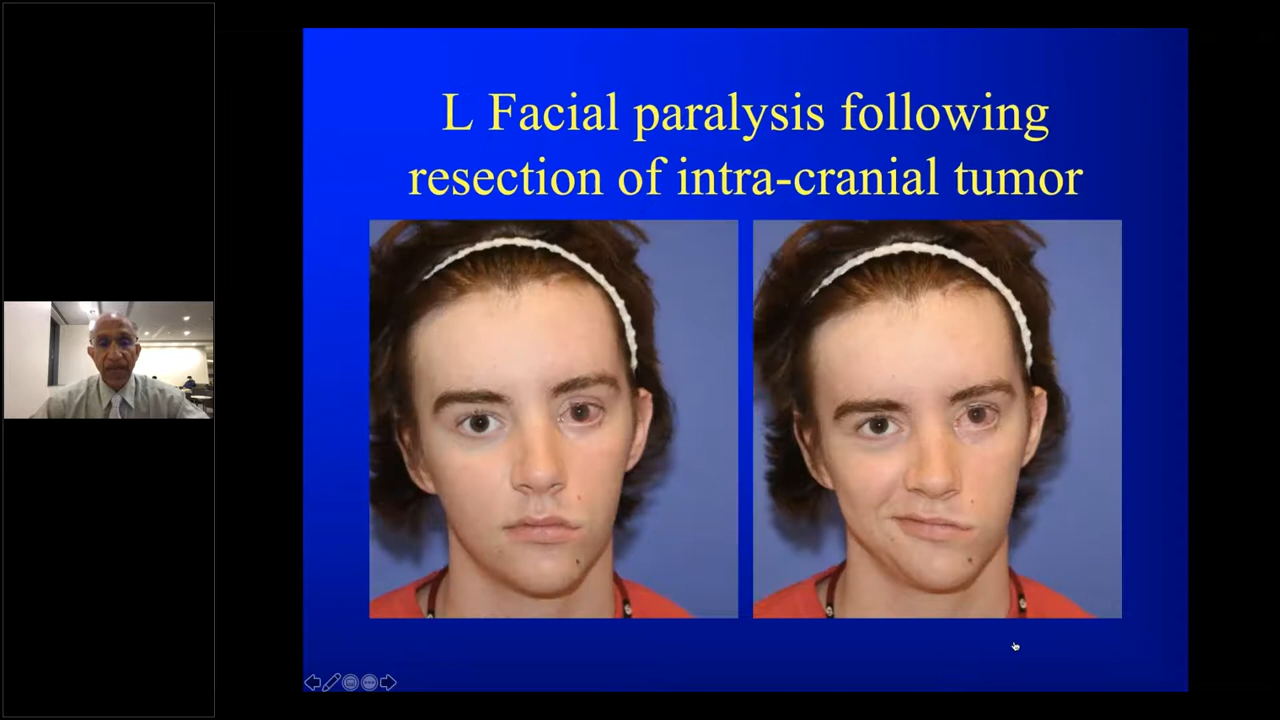 L Facial paralysis following
resection of intra-cranial tumor